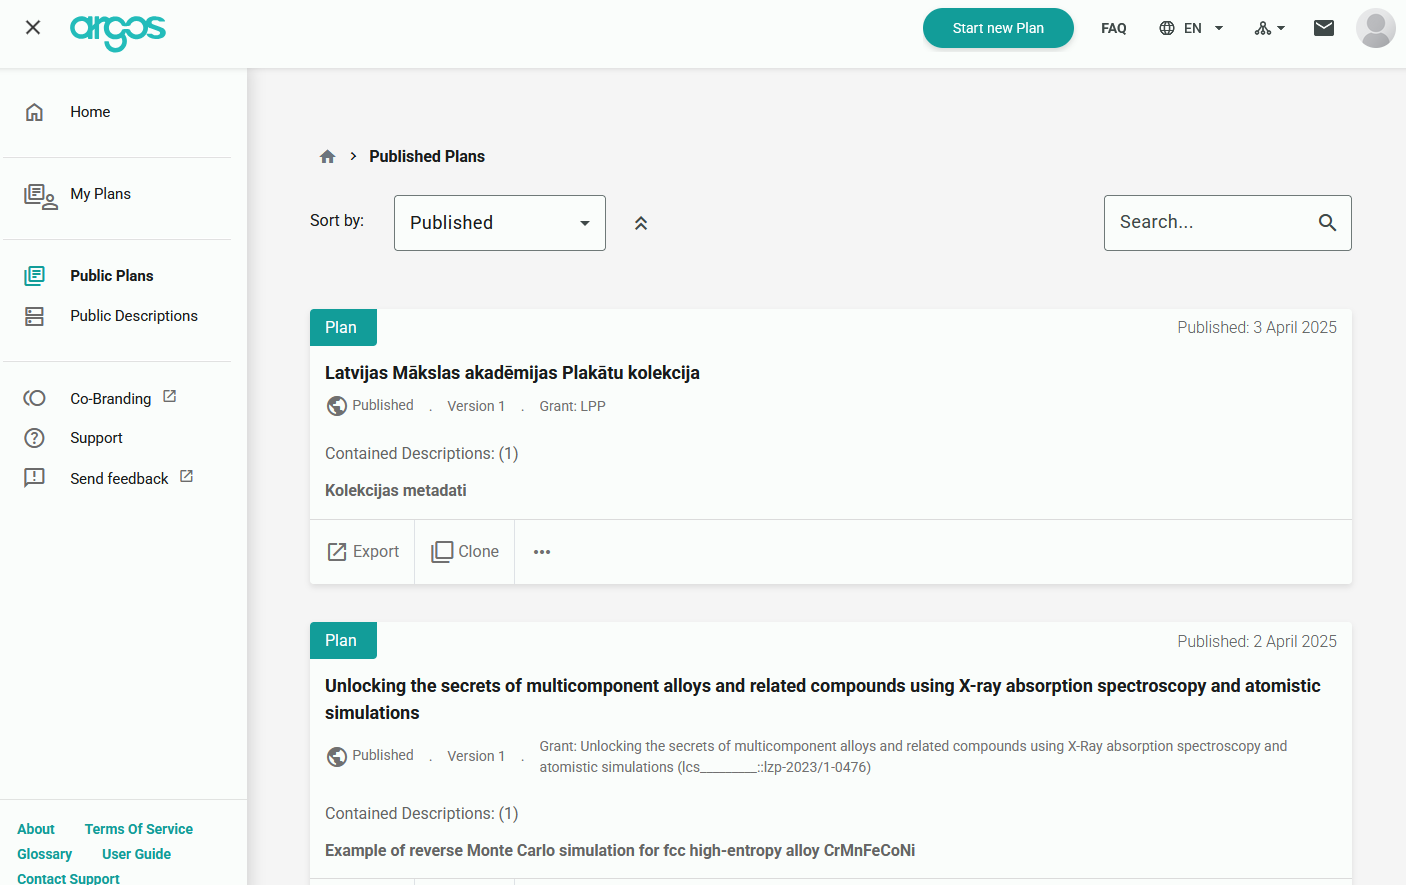 argos
Start new Plan
FAQ
EN
Home
My Plans
Public Plans
Public Descriptions
Co-Branding
Support
Send feedback
About Terms Of Service
Glossary User Guide
Contact Support
Published Plans
Sort by:
Published
Search...
Plan
Published: 3 April 2025
Latvijas Mākslas akadēmijas Plakātu kolekcija
Published . Version 1 . Grant: LPP
Contained Descriptions: (1)
Kolekcijas metadati
Export
Clone
Plan
Published: 2 April 2025
Unlocking the secrets of multicomponent alloys and related compounds using X-ray absorption spectroscopy and atomistic
simulations
Published . Version 1 .
Grant: Unlocking the secrets of multicomponent alloys and related compounds using X-Ray absorption spectroscopy and
atomistic simulations (lcs_________::lzp-2023/1-0476)
Contained Descriptions: (1)
Example of reverse Monte Carlo simulation for fcc high-entropy alloy CrMnFeCoNi